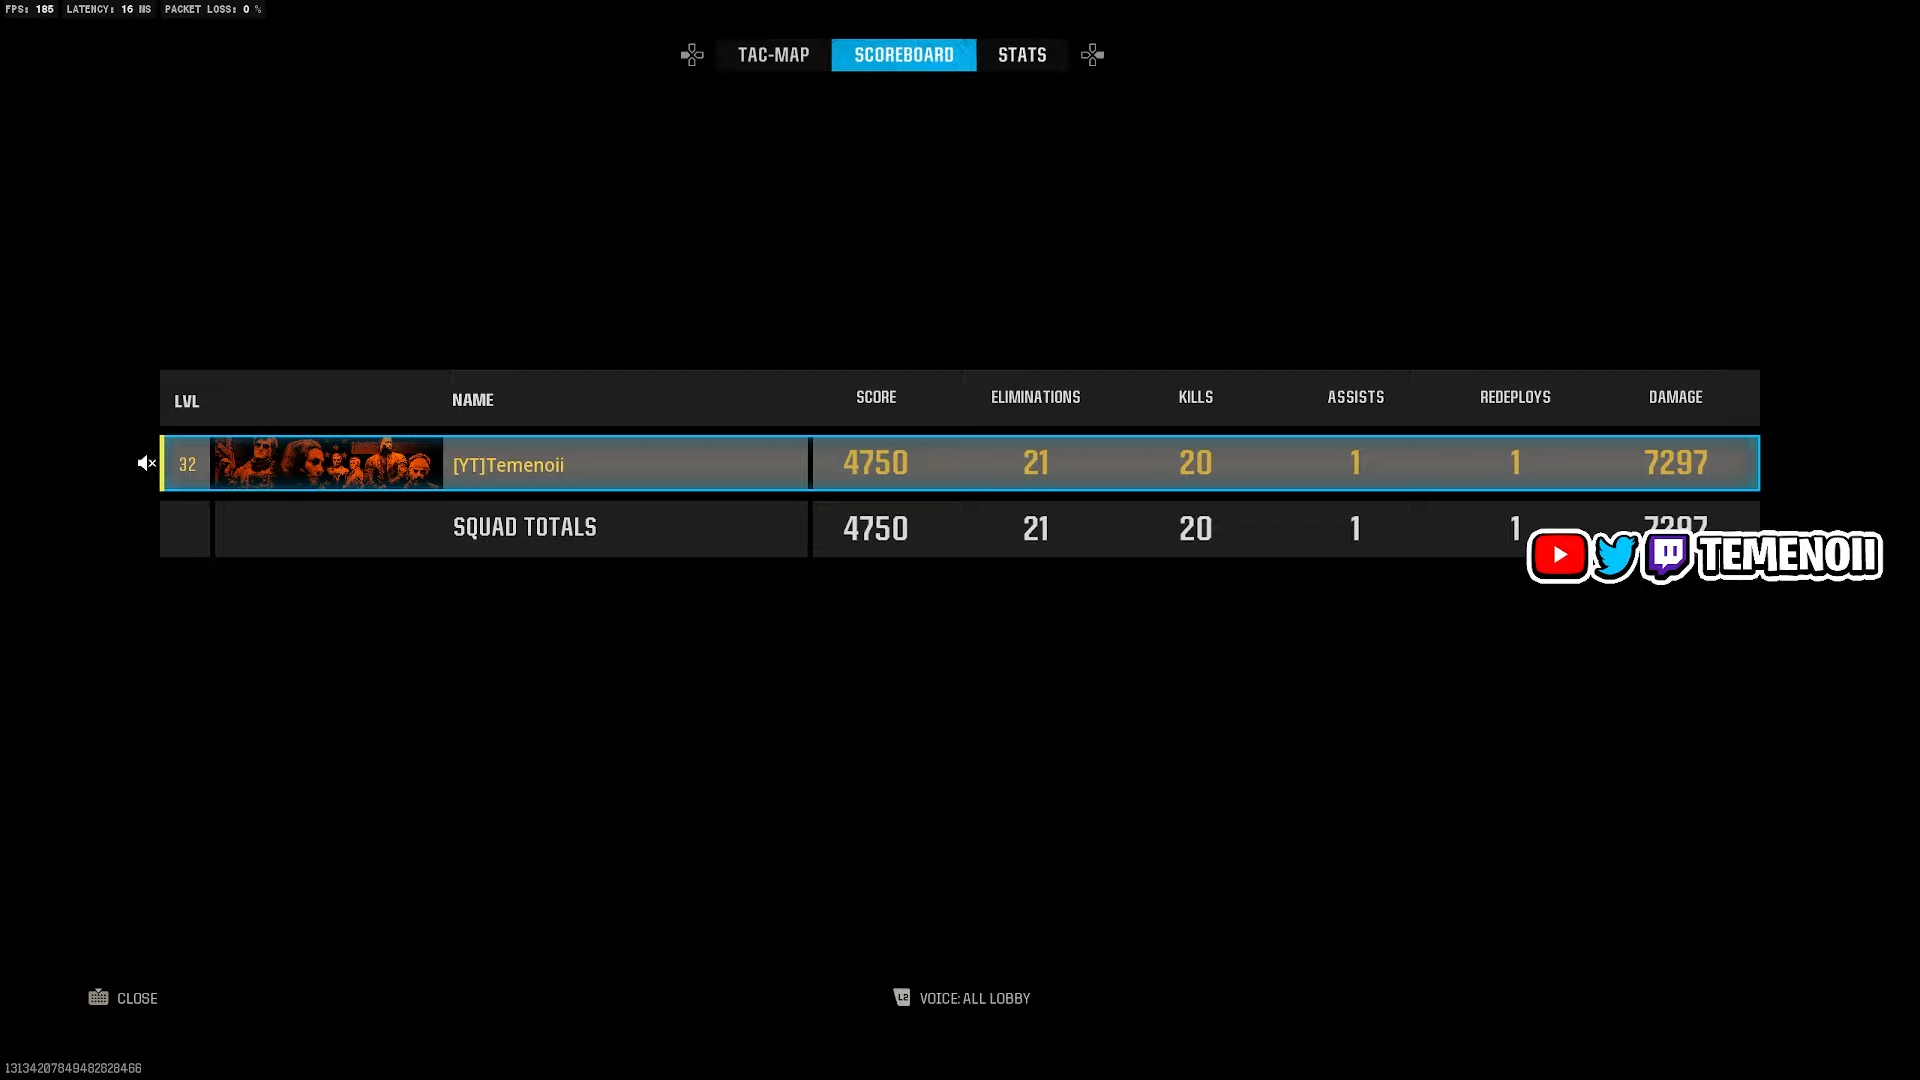 FPS: 185 LATENCY: 16 MS PACKET LOSS: 0 %
TAC-MAP SCOREBOARD STATS
LVL NAME SCORE ELIMINATIONS KILLS ASSISTS REDEPLOYS DAMAGE
32 [YT]Temenoii 4750 21 20 1 1 7297
SQUAD TOTALS 4750 21 20 1 1 7297
TEMENOII
CLOSE L2 VOICE: ALL LOBBY
13134207849482828466